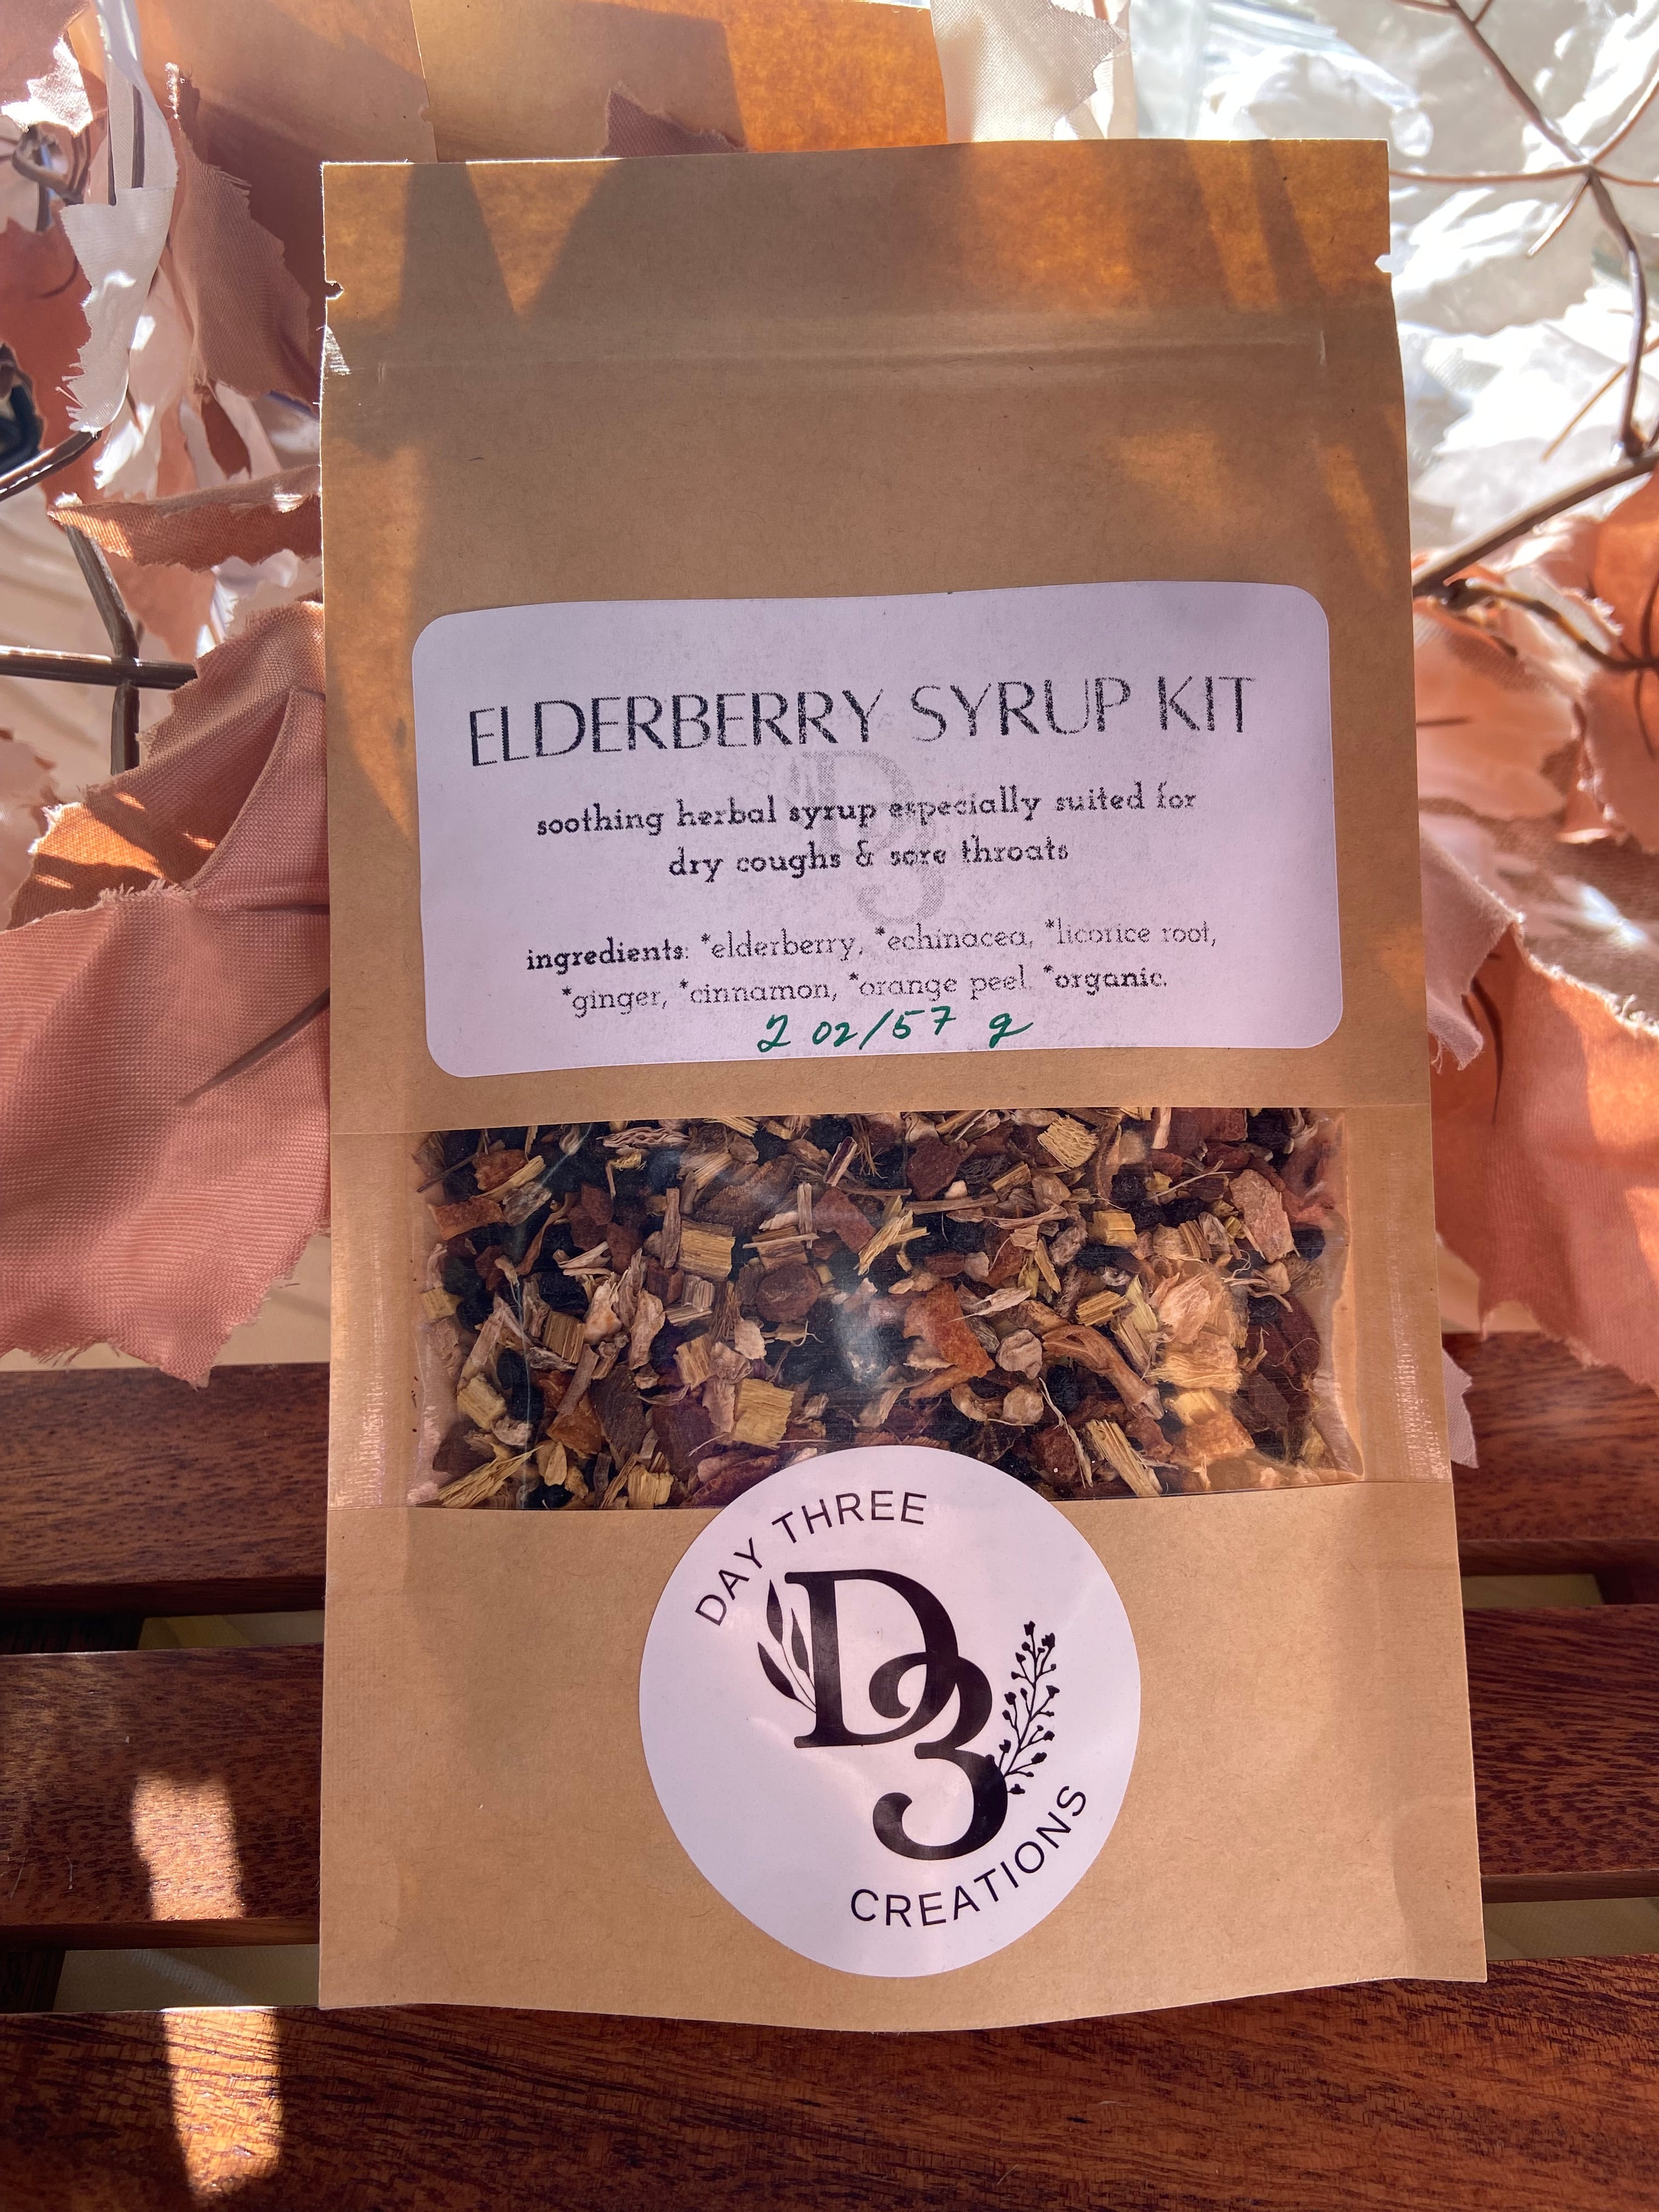 ELDERBERRY SYRUP KIT
soothing herbal syrup especially suited for
dry coughs & sore throats
ingredients: *elderberry, *echinacea, *licorice root,
*ginger, *cinnamon, *orange peel. *organic.
2 oz/57 g
DAY THREE
D3
CREATIONS